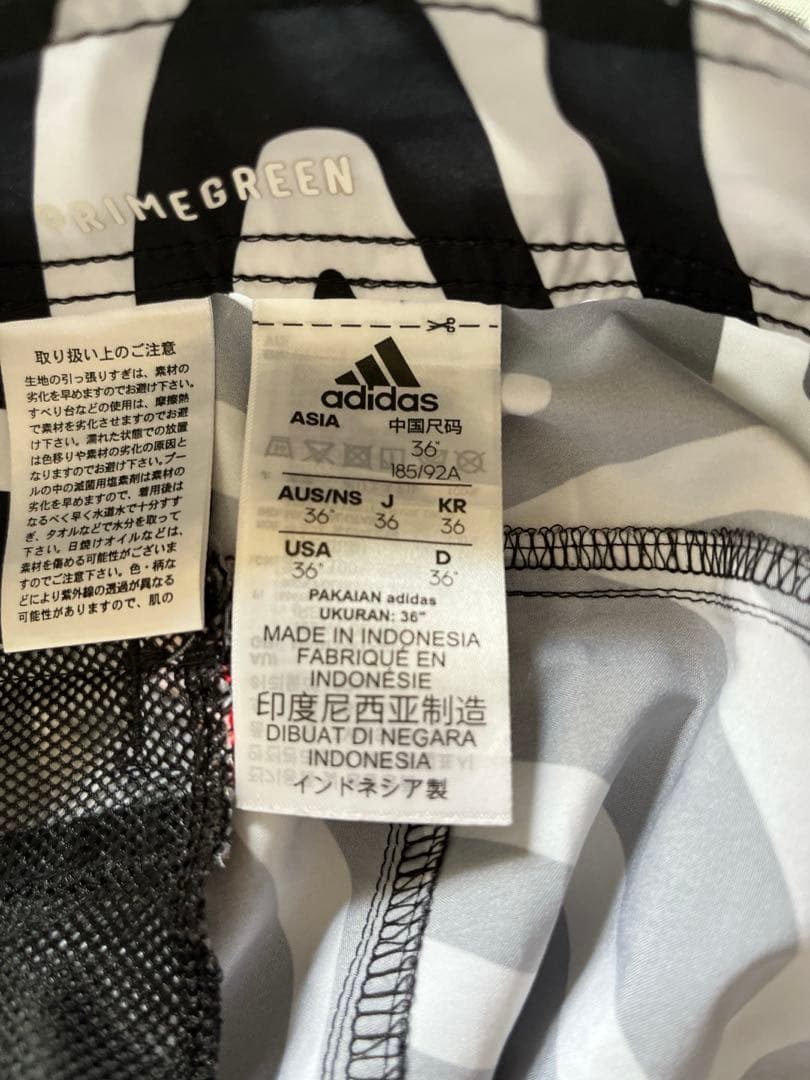 PRIMEGREEN
取り扱い上のご注意
生地の引っ張りすぎは、素材の
劣化を早めますのでお避け下さい。
すべり台などの使用は、摩擦熱
で素材を劣化させますのでお避
け下さい。濡れた状態での放置
は色移りや素材の劣化の原因と
なりますのでお避け下さい。プー
ルの中の滅菌用塩素剤は素材の
劣化を早めますので、着用後は
なるべく早く水道水で十分すす
ぎ、タオルなどで水分を取って
下さい。日焼けオイルなどは、
素材を傷める可能性がございま
すのでご注意下さい。色・柄な
どにより紫外線の透過が異なる
可能性がありますので、肌の
adidas
ASIA 中国尺码
36"
185/92A
AUS/NS J KR
36" 36 36
USA D
36" 36"
PAKAIAN adidas
UKURAN: 36"
MADE IN INDONESIA
FABRIQUÉ EN
INDONÉSIE
印度尼西亚制造
DIBUAT DI NEGARA
INDONESIA
インドネシア製